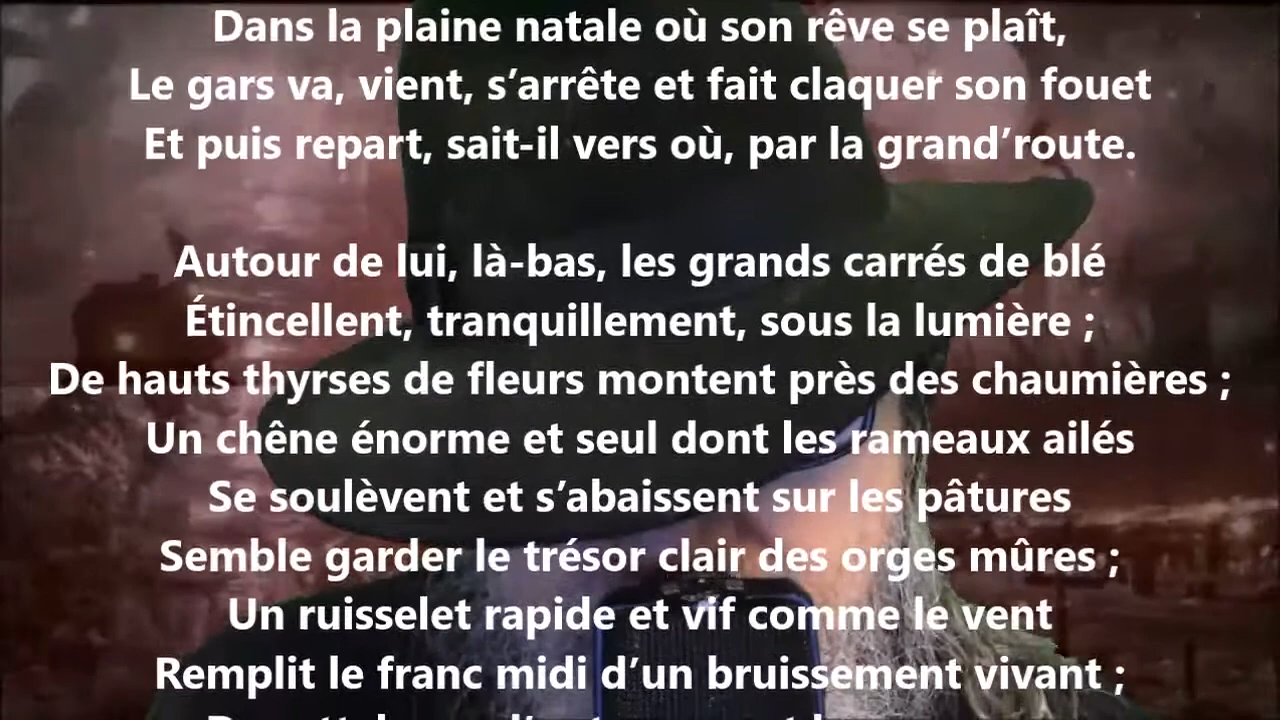 Dans la plaine natale où son rêve se plaît,
Le gars va, vient, s’arrête et fait claquer son fouet
Et puis repart, sait-il vers où, par la grand’route.
Autour de lui, là-bas, les grands carrés de blé
Étincellent, tranquillement, sous la lumière ;
De hauts thyrses de fleurs montent près des chaumières ;
Un chêne énorme et seul dont les rameaux ailés
Se soulèvent et s’abaissent sur les pâtures
Semble garder le trésor clair des orges mûres ;
Un ruisselet rapide et vif comme le vent
Remplit le franc midi d’un bruissement vivant ;